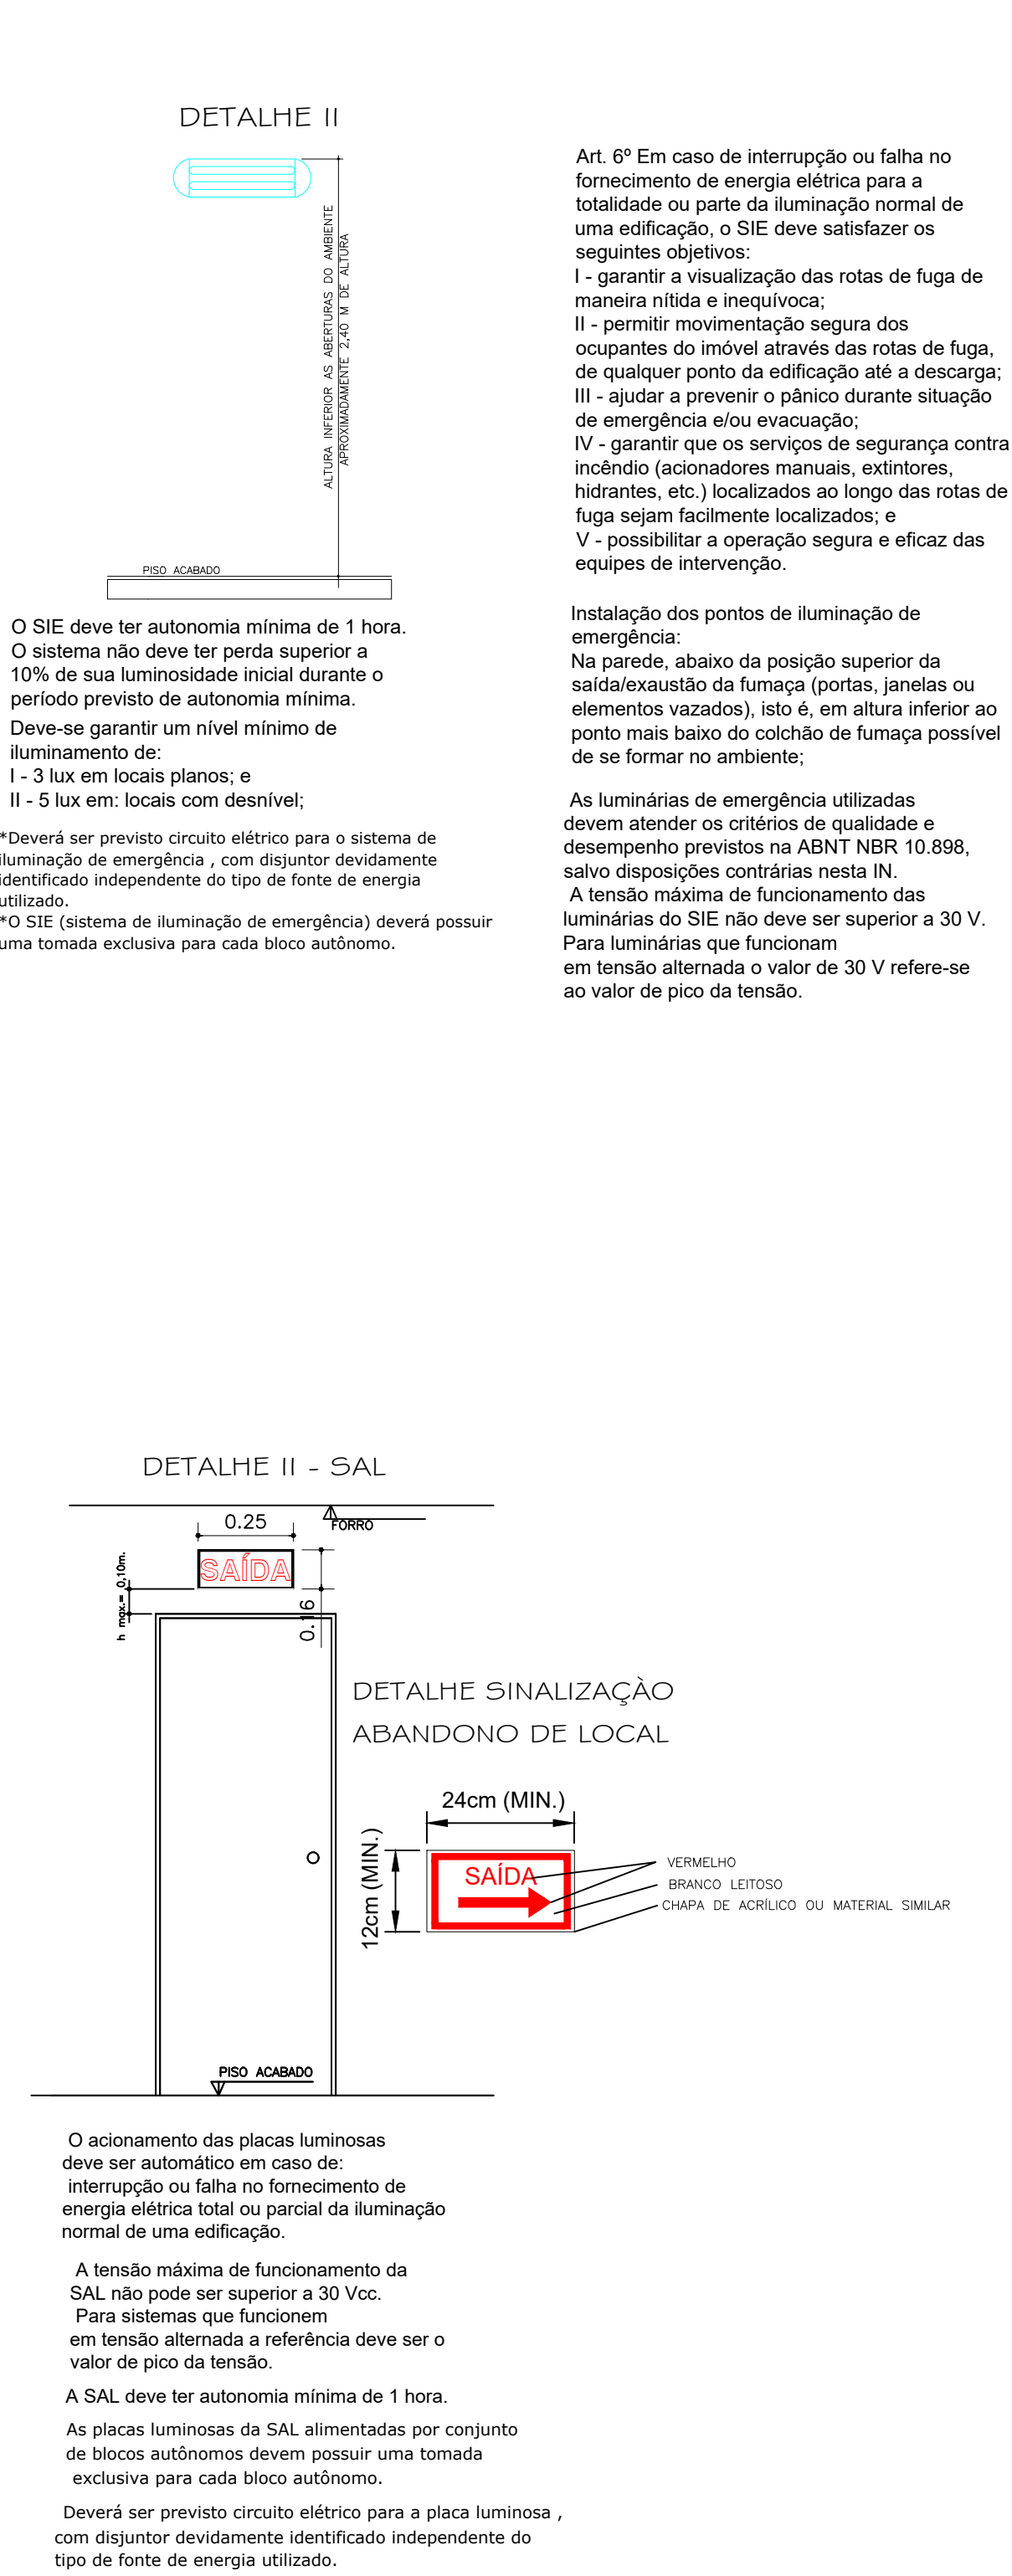 DETALHE II
ALTURA INFERIOR AS ABERTURAS DO AMBIENTE
APROXIMADAMENTE 2,40 M DE ALTURA
PISO ACABADO
O SIE deve ter autonomia mínima de 1 hora.
O sistema não deve ter perda superior a
10% de sua luminosidade inicial durante o
período previsto de autonomia mínima.
Deve-se garantir um nível mínimo de
iluminamento de:
I - 3 lux em locais planos; e
II - 5 lux em: locais com desnível;
*Deverá ser previsto circuito elétrico para o sistema de
iluminação de emergência , com disjuntor devidamente
identificado independente do tipo de fonte de energia
utilizado.
*O SIE (sistema de iluminação de emergência) deverá possuir
uma tomada exclusiva para cada bloco autônomo.
Art. 6º Em caso de interrupção ou falha no
fornecimento de energia elétrica para a
totalidade ou parte da iluminação normal de
uma edificação, o SIE deve satisfazer os
seguintes objetivos:
I - garantir a visualização das rotas de fuga de
maneira nítida e inequívoca;
II - permitir movimentação segura dos
ocupantes do imóvel através das rotas de fuga,
de qualquer ponto da edificação até a descarga;
III - ajudar a prevenir o pânico durante situação
de emergência e/ou evacuação;
IV - garantir que os serviços de segurança contra
incêndio (acionadores manuais, extintores,
hidrantes, etc.) localizados ao longo das rotas de
fuga sejam facilmente localizados; e
V - possibilitar a operação segura e eficaz das
equipes de intervenção.
Instalação dos pontos de iluminação de
emergência:
Na parede, abaixo da posição superior da
saída/exaustão da fumaça (portas, janelas ou
elementos vazados), isto é, em altura inferior ao
ponto mais baixo do colchão de fumaça possível
de se formar no ambiente;
As luminárias de emergência utilizadas
devem atender os critérios de qualidade e
desempenho previstos na ABNT NBR 10.898,
salvo disposições contrárias nesta IN.
A tensão máxima de funcionamento das
luminárias do SIE não deve ser superior a 30 V.
Para luminárias que funcionam
em tensão alternada o valor de 30 V refere-se
ao valor de pico da tensão.
DETALHE II - SAL
FORRO
0.25
SAÍDA
0.16
h max.= 0,10m.
DETALHE SINALIZAÇÀO
ABANDONO DE LOCAL
24cm (MIN.)
12cm (MIN.)
SAÍDA
VERMELHO
BRANCO LEITOSO
CHAPA DE ACRÍLICO OU MATERIAL SIMILAR
PISO ACABADO
O acionamento das placas luminosas
deve ser automático em caso de:
interrupção ou falha no fornecimento de
energia elétrica total ou parcial da iluminação
normal de uma edificação.
A tensão máxima de funcionamento da
SAL não pode ser superior a 30 Vcc.
Para sistemas que funcionem
em tensão alternada a referência deve ser o
valor de pico da tensão.
A SAL deve ter autonomia mínima de 1 hora.
As placas luminosas da SAL alimentadas por conjunto
de blocos autônomos devem possuir uma tomada
exclusiva para cada bloco autônomo.
Deverá ser previsto circuito elétrico para a placa luminosa ,
com disjuntor devidamente identificado independente do
tipo de fonte de energia utilizado.